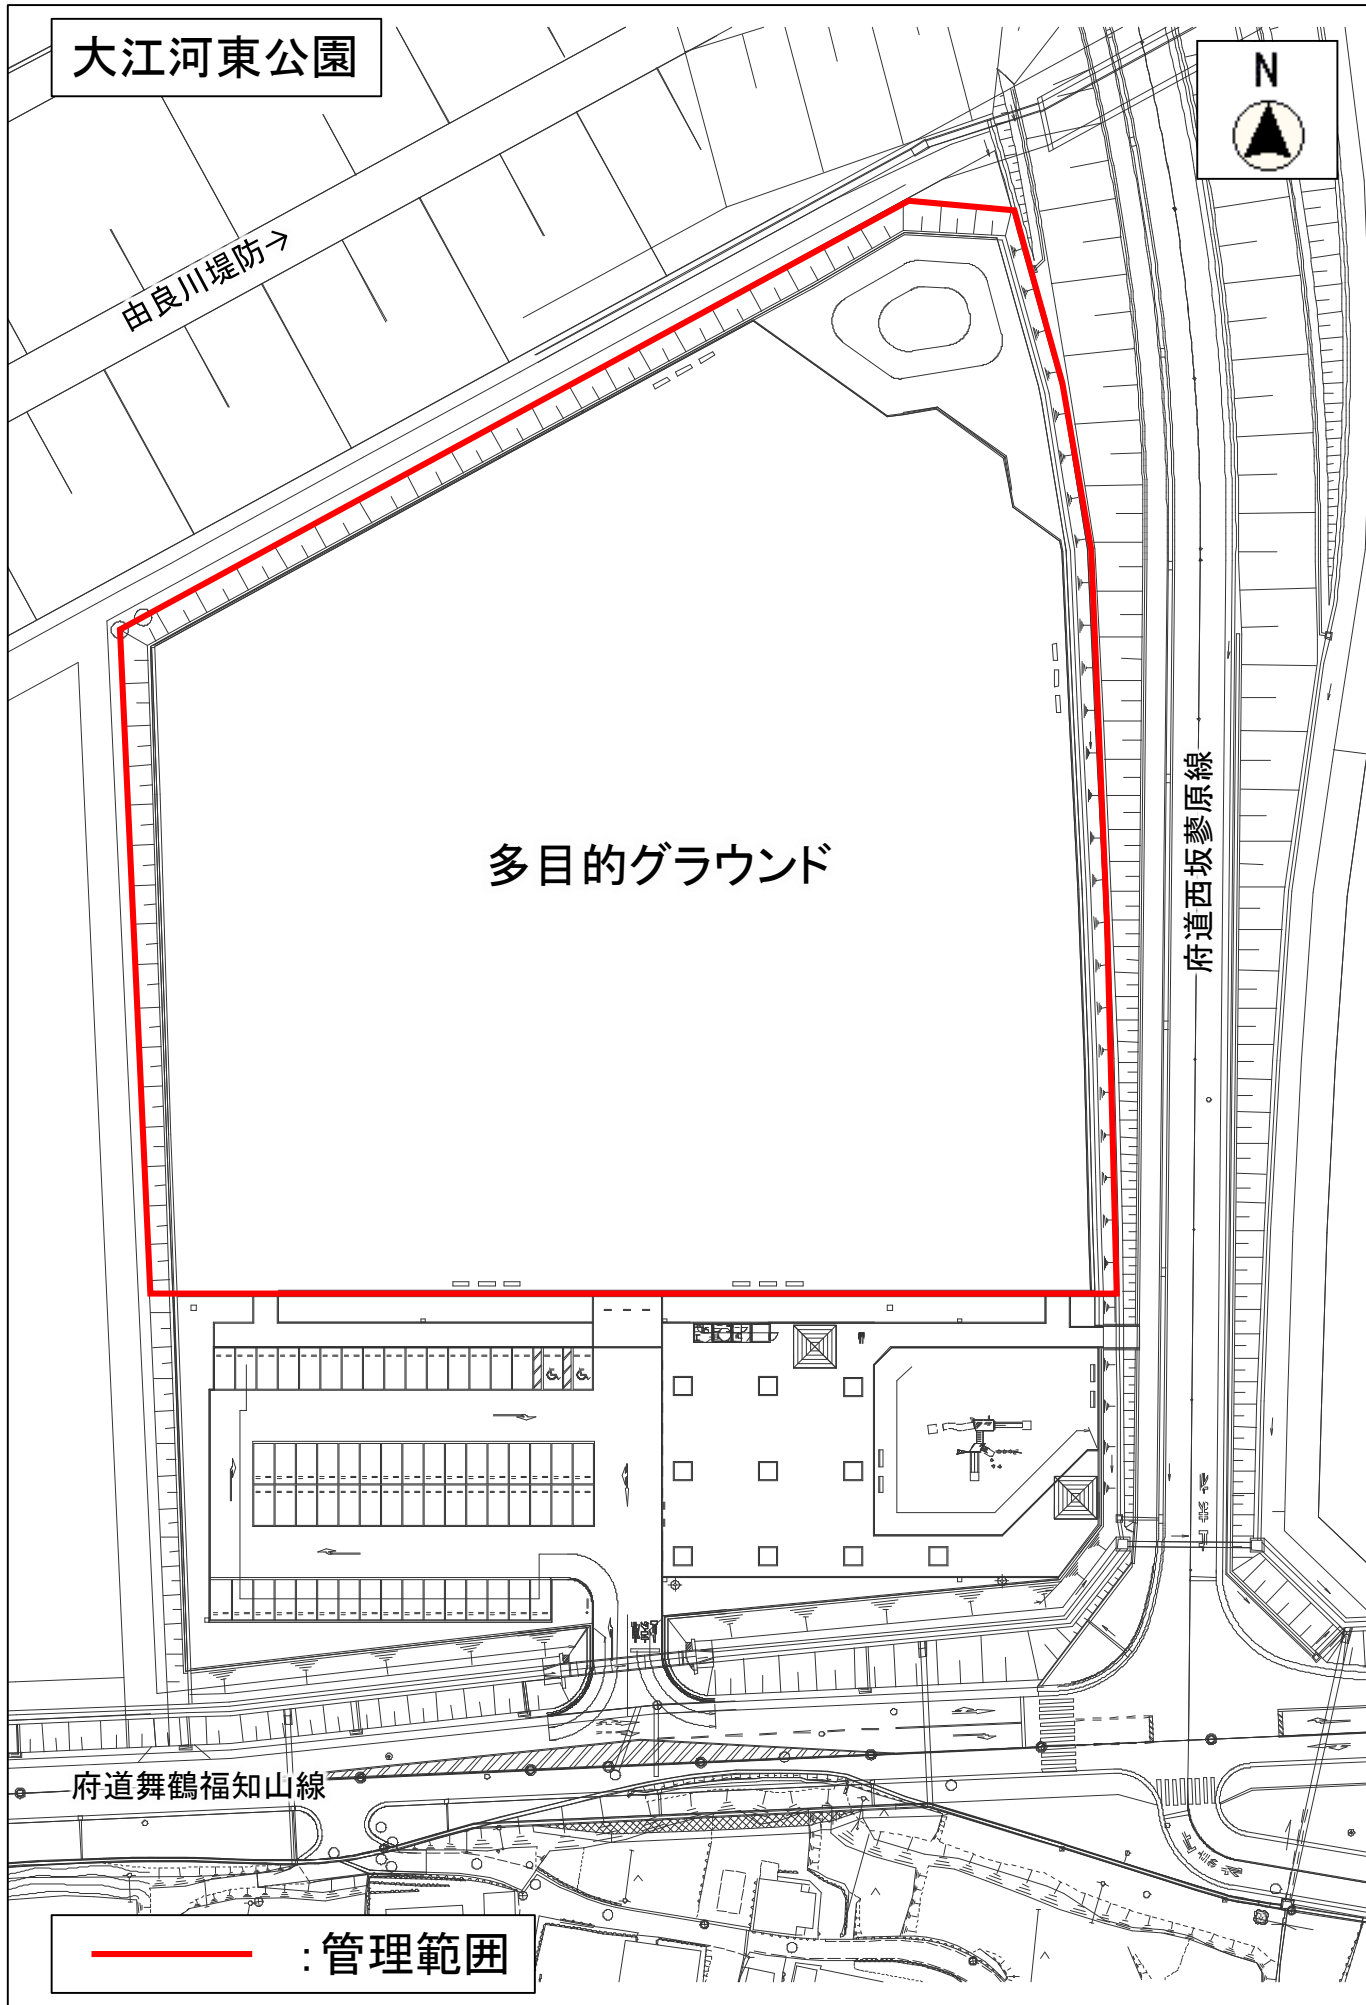 大江河東公園
N
由良川堤防→
多目的グラウンド
府道西坂蓼原線
府道舞鶴福知山線
:管理範囲